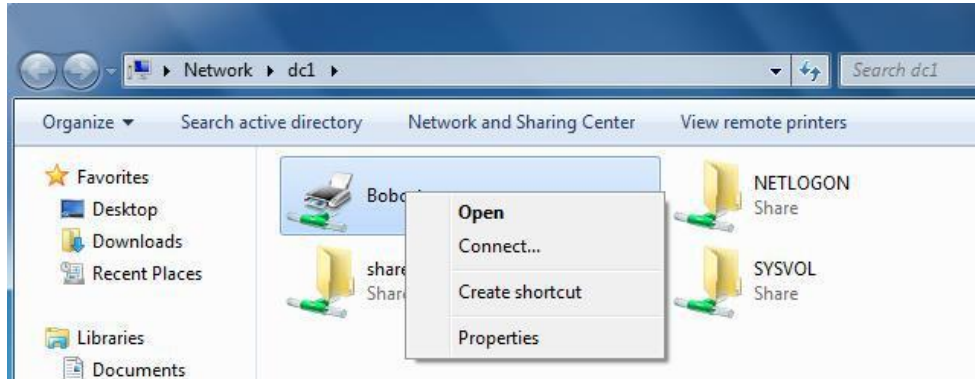 Network ▸ dc1 ▸
Search dc1
Organize
Search active directory
Network and Sharing Center
View remote printers
Favorites
Desktop
Downloads
Recent Places
Libraries
Documents
Open
Connect...
Create shortcut
Properties
NETLOGON
Share
SYSVOL
Share